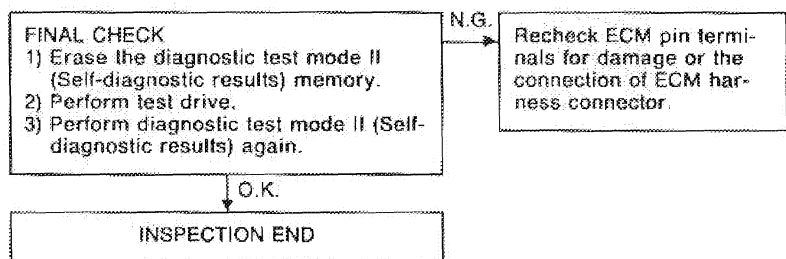 FINAL CHECK
1) Erase the diagnostic test mode II
(Self-diagnostic results) memory.
2) Perform test drive.
3) Perform diagnostic test mode II (Self-
diagnostic results) again.
N.G.
Recheck ECM pin termi-
nals for damage or the
connection of ECM har-
ness connector.
O.K.
INSPECTION END